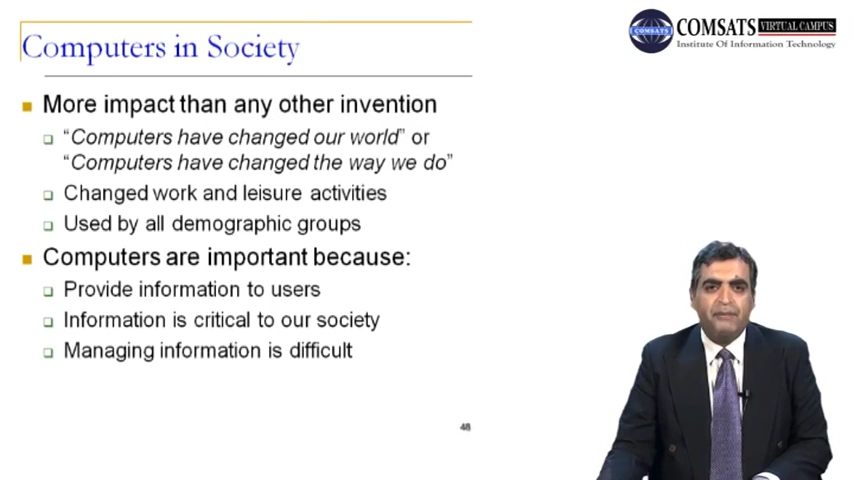 Computers in Society
COMSATS VIRTUAL CAMPUS
Institute Of Information Technology
COMSATS
More impact than any other invention
"Computers have changed our world" or
"Computers have changed the way we do"
Changed work and leisure activities
Used by all demographic groups
Computers are important because:
Provide information to users
Information is critical to our society
Managing information is difficult
48